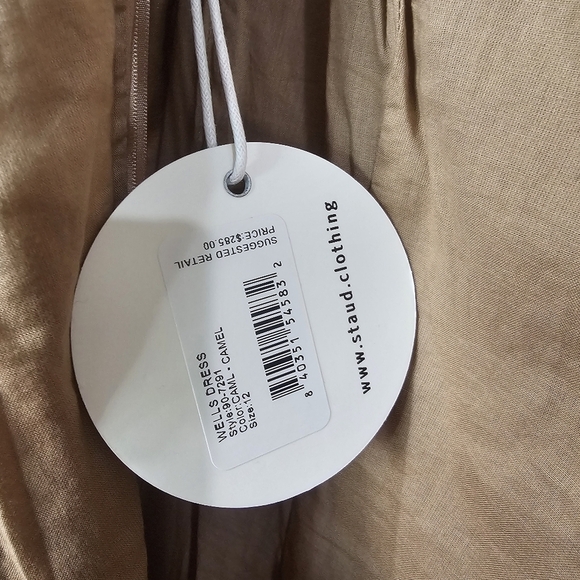 www.staud.clothing
SUGGESTED RETAIL
PRICE:$285.00
WELLS DRESS
Style:90-7291
Color:CAML - CAMEL
Size:12
8 40351 54583 2